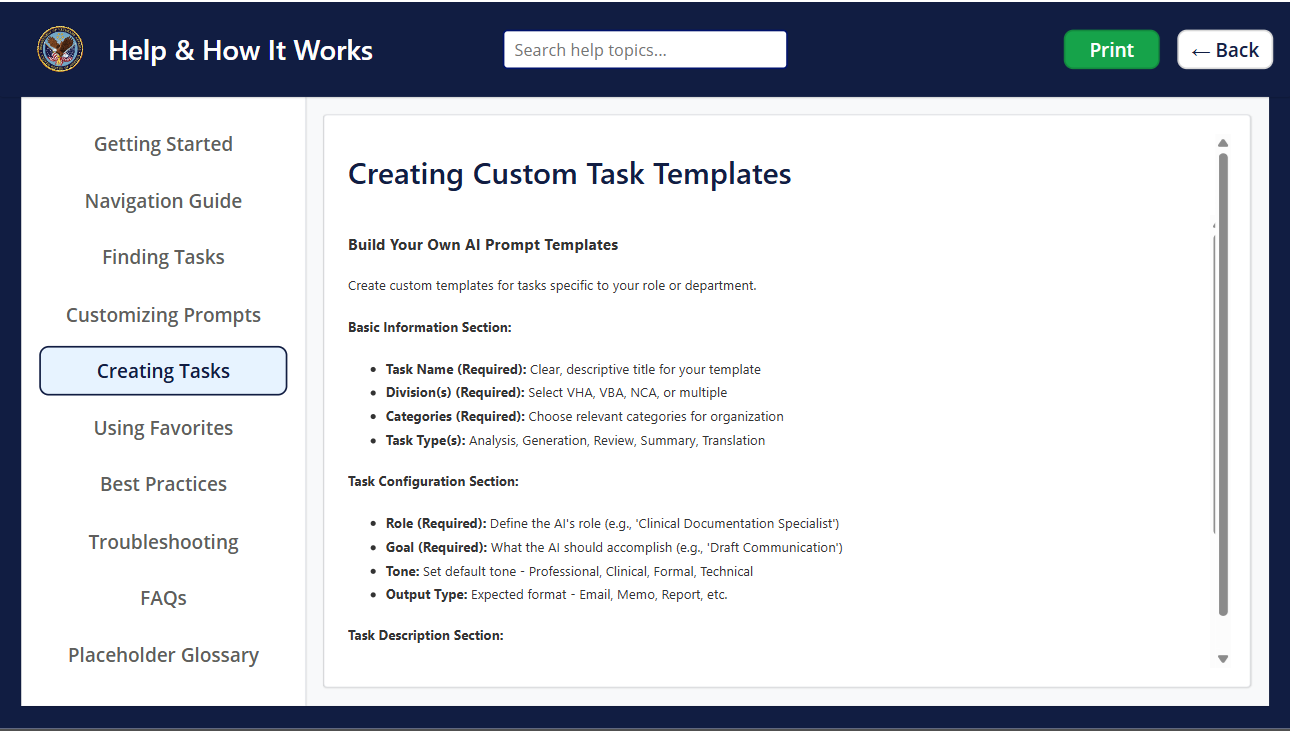 Help & How It Works
Search help topics...
Print
← Back
Getting Started
Navigation Guide
Finding Tasks
Customizing Prompts
Creating Tasks
Using Favorites
Best Practices
Troubleshooting
FAQs
Placeholder Glossary
Creating Custom Task Templates
Build Your Own AI Prompt Templates
Create custom templates for tasks specific to your role or department.
Basic Information Section:
• Task Name (Required): Clear, descriptive title for your template
• Division(s) (Required): Select VHA, VBA, NCA, or multiple
• Categories (Required): Choose relevant categories for organization
• Task Type(s): Analysis, Generation, Review, Summary, Translation
Task Configuration Section:
• Role (Required): Define the AI's role (e.g., 'Clinical Documentation Specialist')
• Goal (Required): What the AI should accomplish (e.g., 'Draft Communication')
• Tone: Set default tone - Professional, Clinical, Formal, Technical
• Output Type: Expected format - Email, Memo, Report, etc.
Task Description Section: